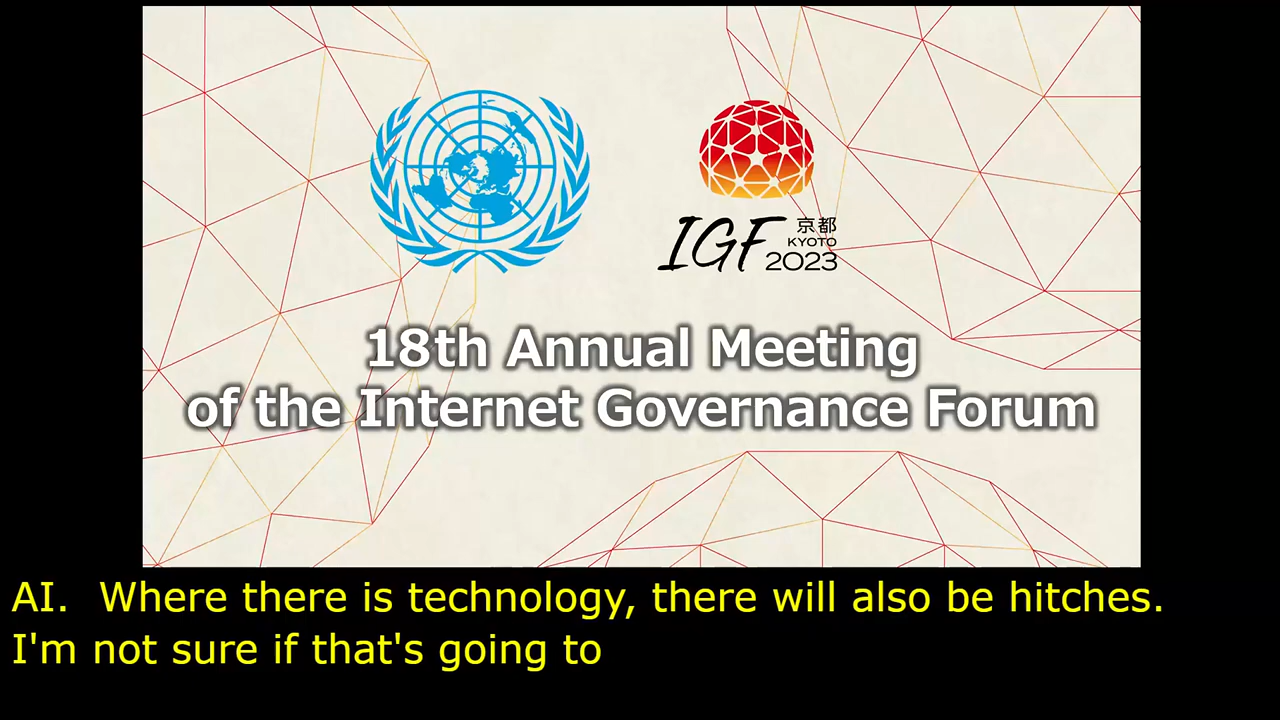 IGF 京都
KYOTO
2023
18th Annual Meeting
of the Internet Governance Forum
AI.  Where there is technology, there will also be hitches.
I'm not sure if that's going to